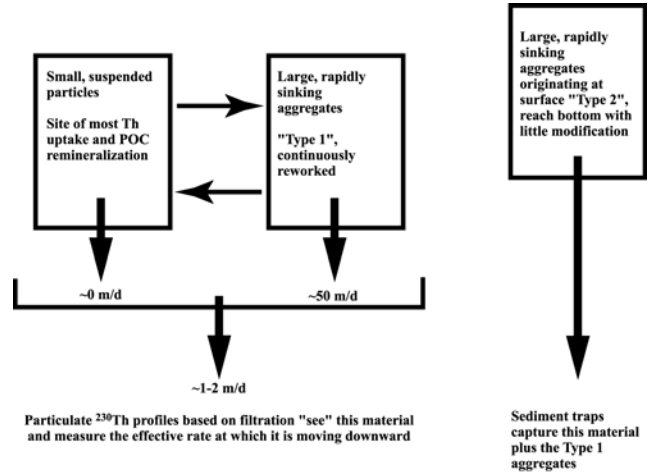 Small, suspended
particles
Site of most Th
uptake and POC
remineralization
Large, rapidly
sinking
aggregates
"Type 1",
continuously
reworked
Large, rapidly
sinking
aggregates
originating at
surface "Type 2",
reach bottom with
little modification
~0 m/d
~50 m/d
~1-2 m/d
Particulate ²³⁰Th profiles based on filtration "see" this material
and measure the effective rate at which it is moving downward
Sediment traps
capture this material
plus the Type 1
aggregates